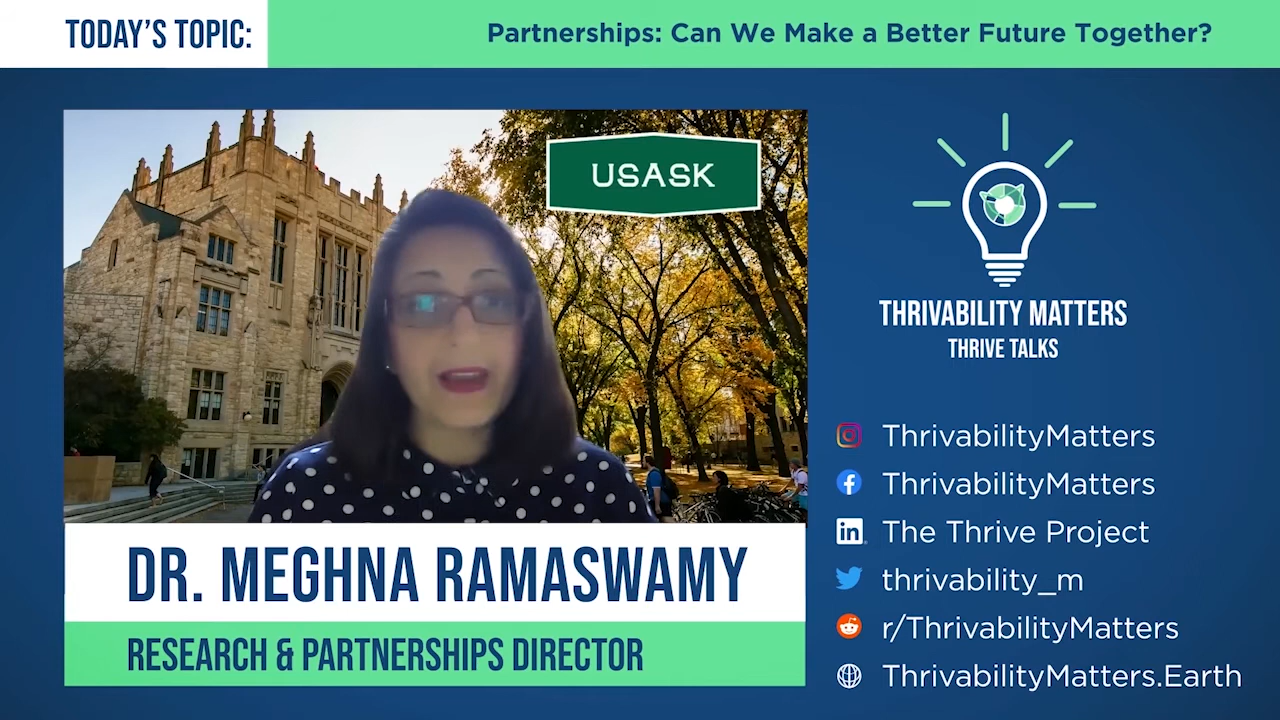 TODAY'S TOPIC:
Partnerships: Can We Make a Better Future Together?
USASK
DR. MEGHNA RAMASWAMY
RESEARCH & PARTNERSHIPS DIRECTOR
THRIVABILITY MATTERS
THRIVE TALKS
ThrivabilityMatters
ThrivabilityMatters
in The Thrive Project
thrivability_m
r/ThrivabilityMatters
ThrivabilityMatters.Earth